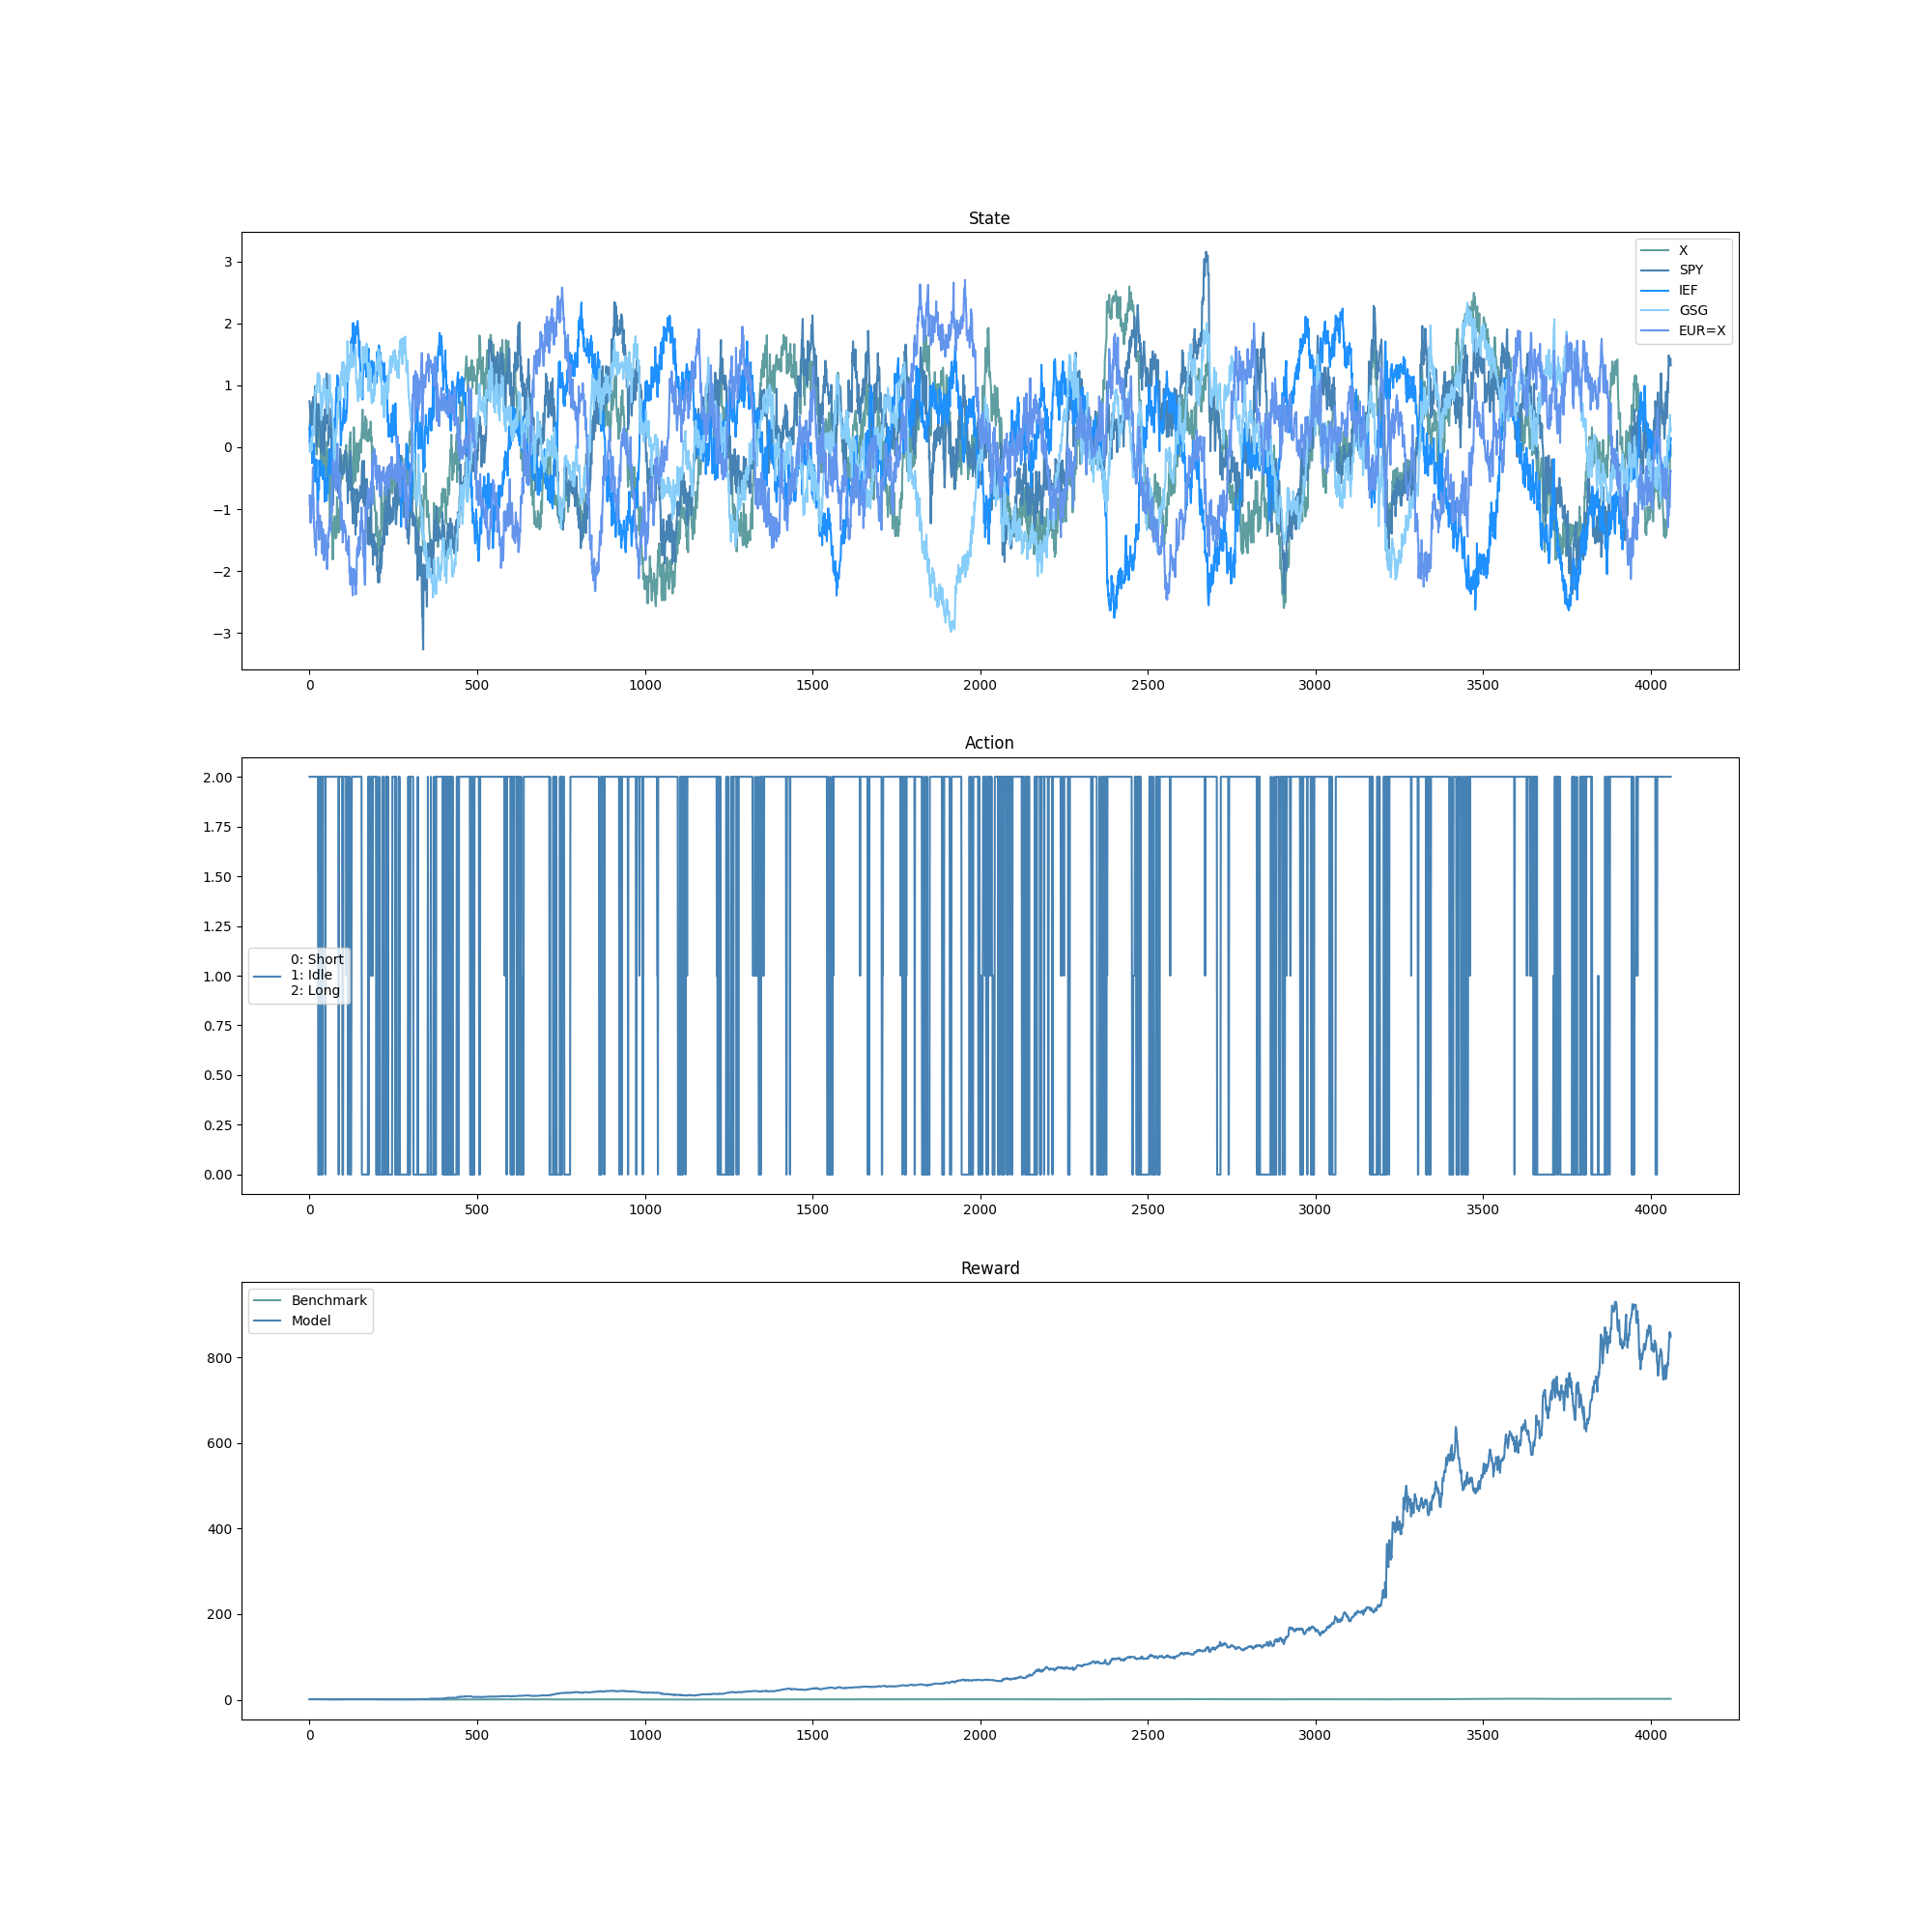 State
3
2
1
0
−1
−2
−3
X
SPY
IEF
GSG
EUR=X
0 500 1000 1500 2000 2500 3000 3500 4000
Action
2.00
1.75
1.50
1.25
1.00
0.75
0.50
0.25
0.00
0: Short
1: Idle
2: Long
0 500 1000 1500 2000 2500 3000 3500 4000
Reward
Benchmark
Model
800
600
400
200
0
0 500 1000 1500 2000 2500 3000 3500 4000